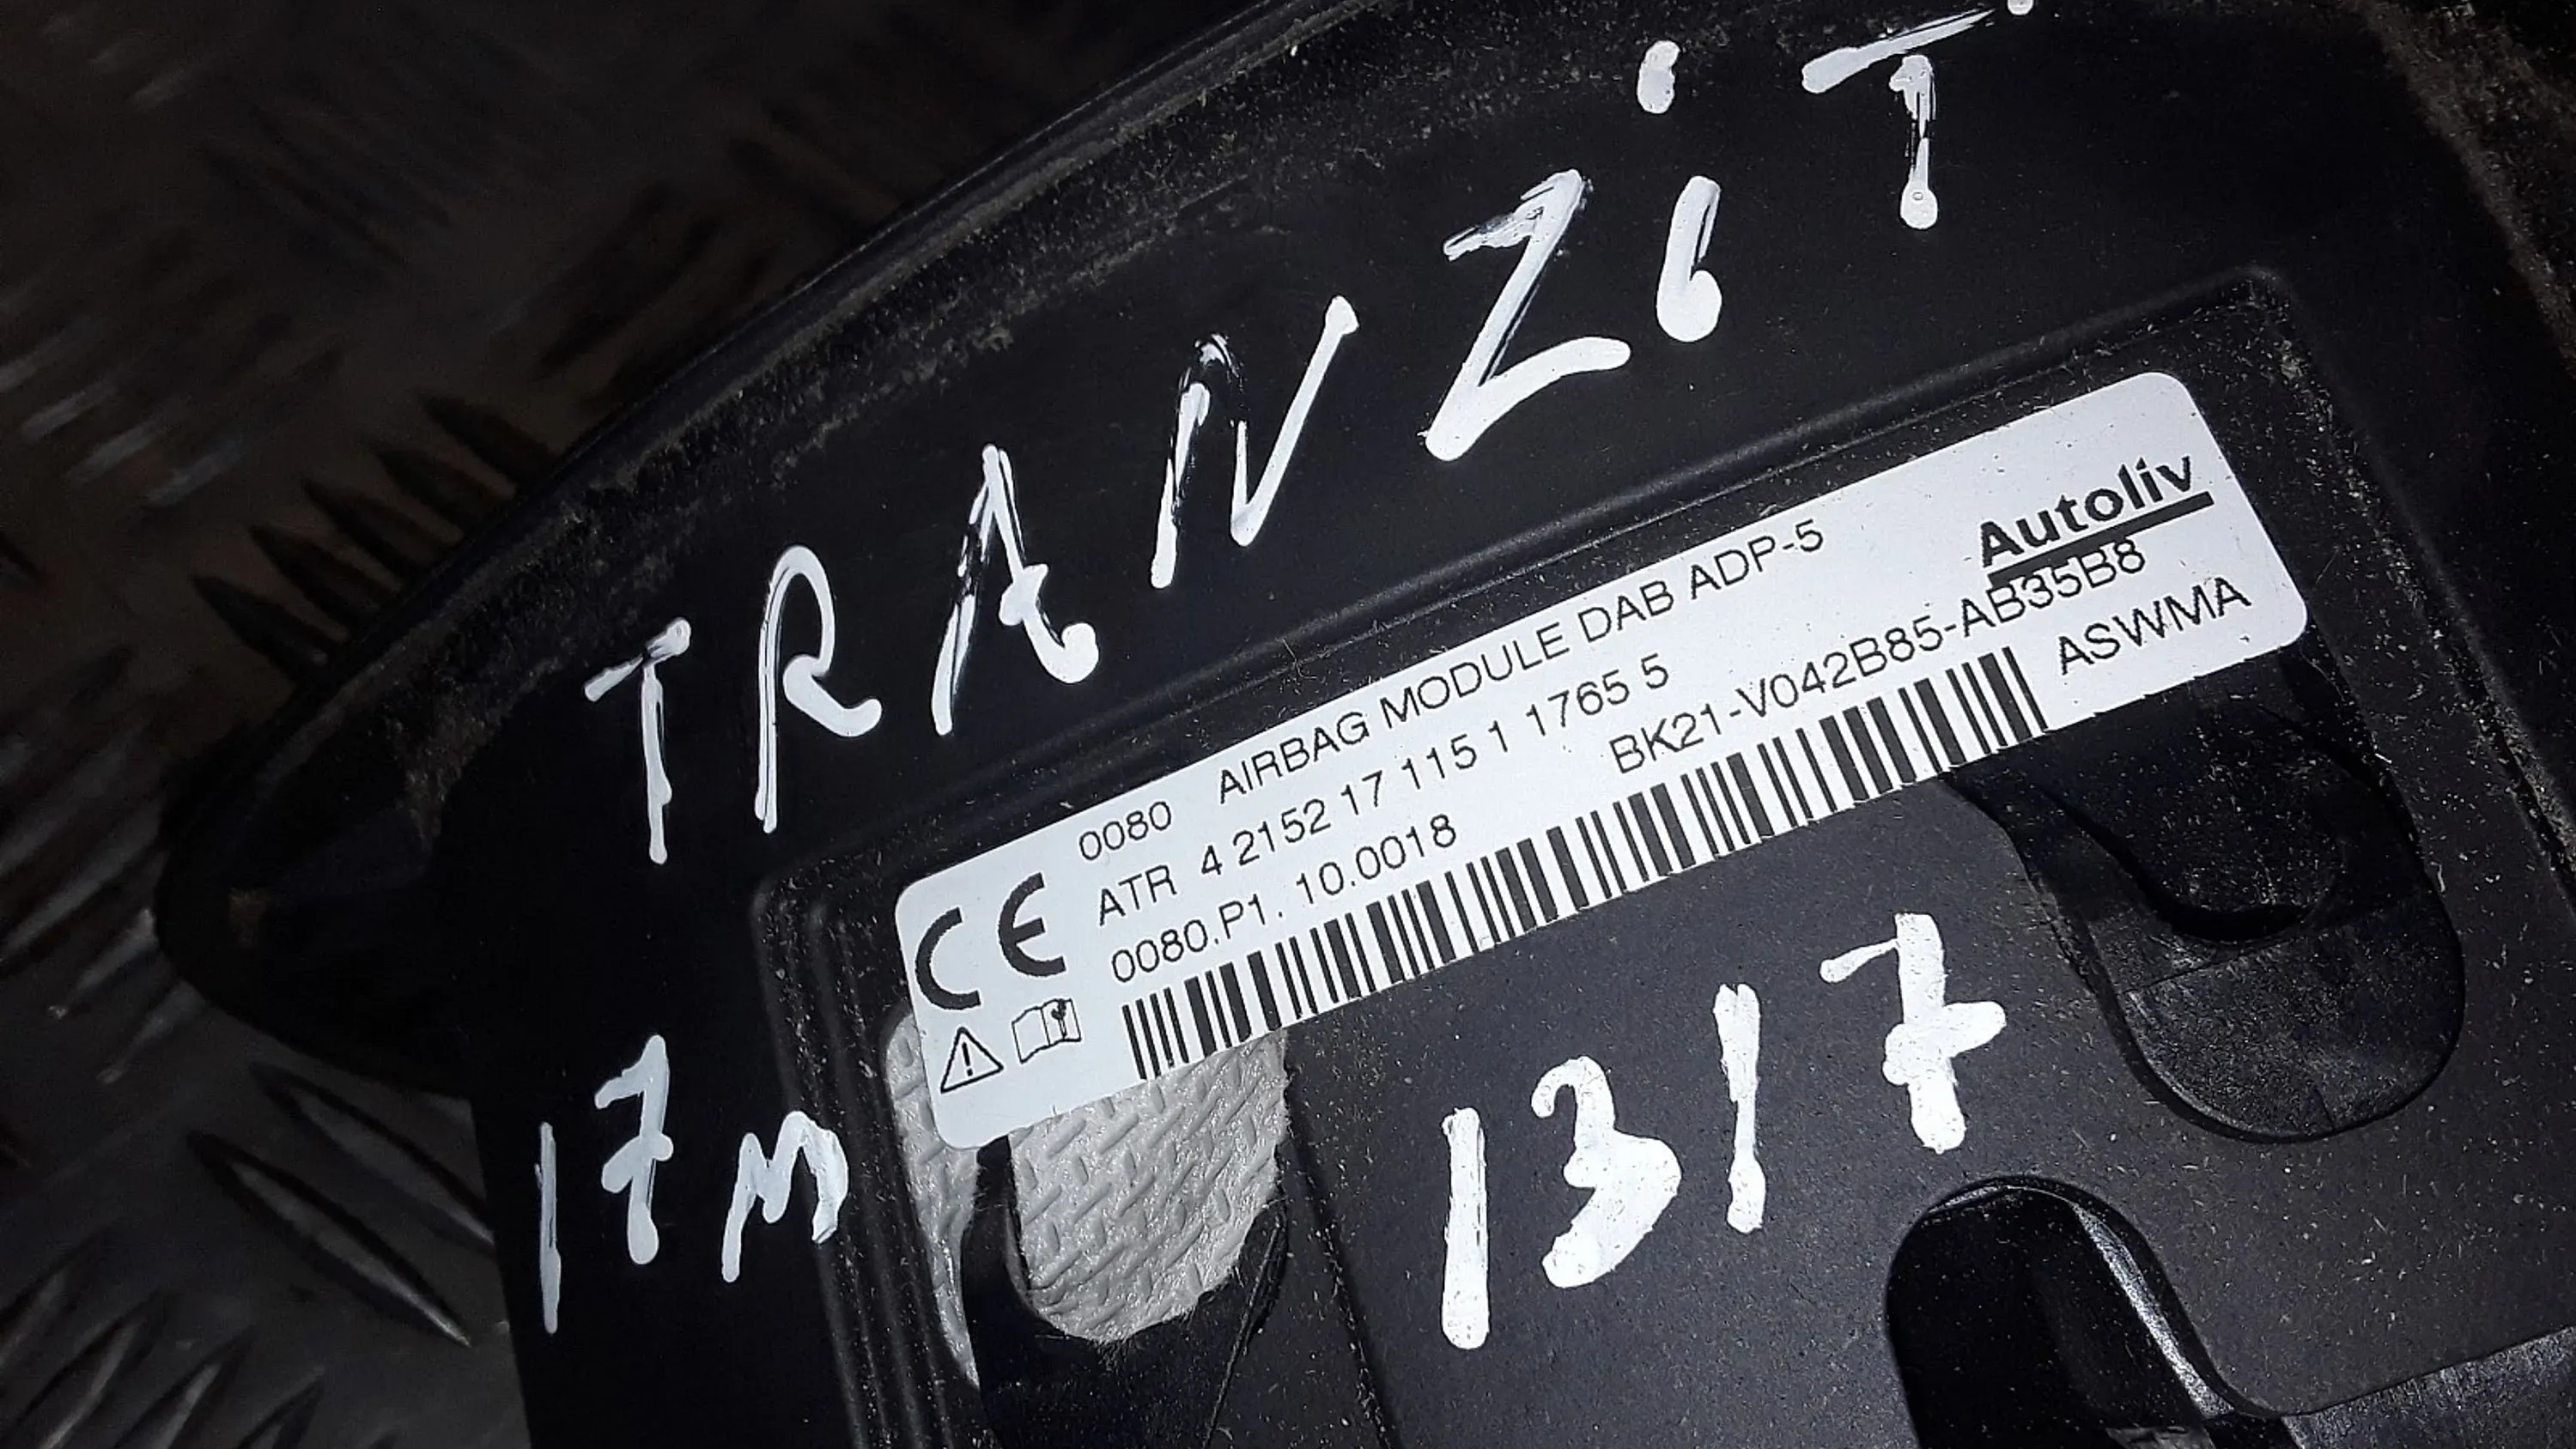 TRANZiT
Autoliv
0080 AIRBAG MODULE DAB ADP-5
ATR 4 2152 17 115 1 1765 5
BK21-V042B85-AB35B8
0080.P1. 10.0018
ASWMA
CE
17M
1317